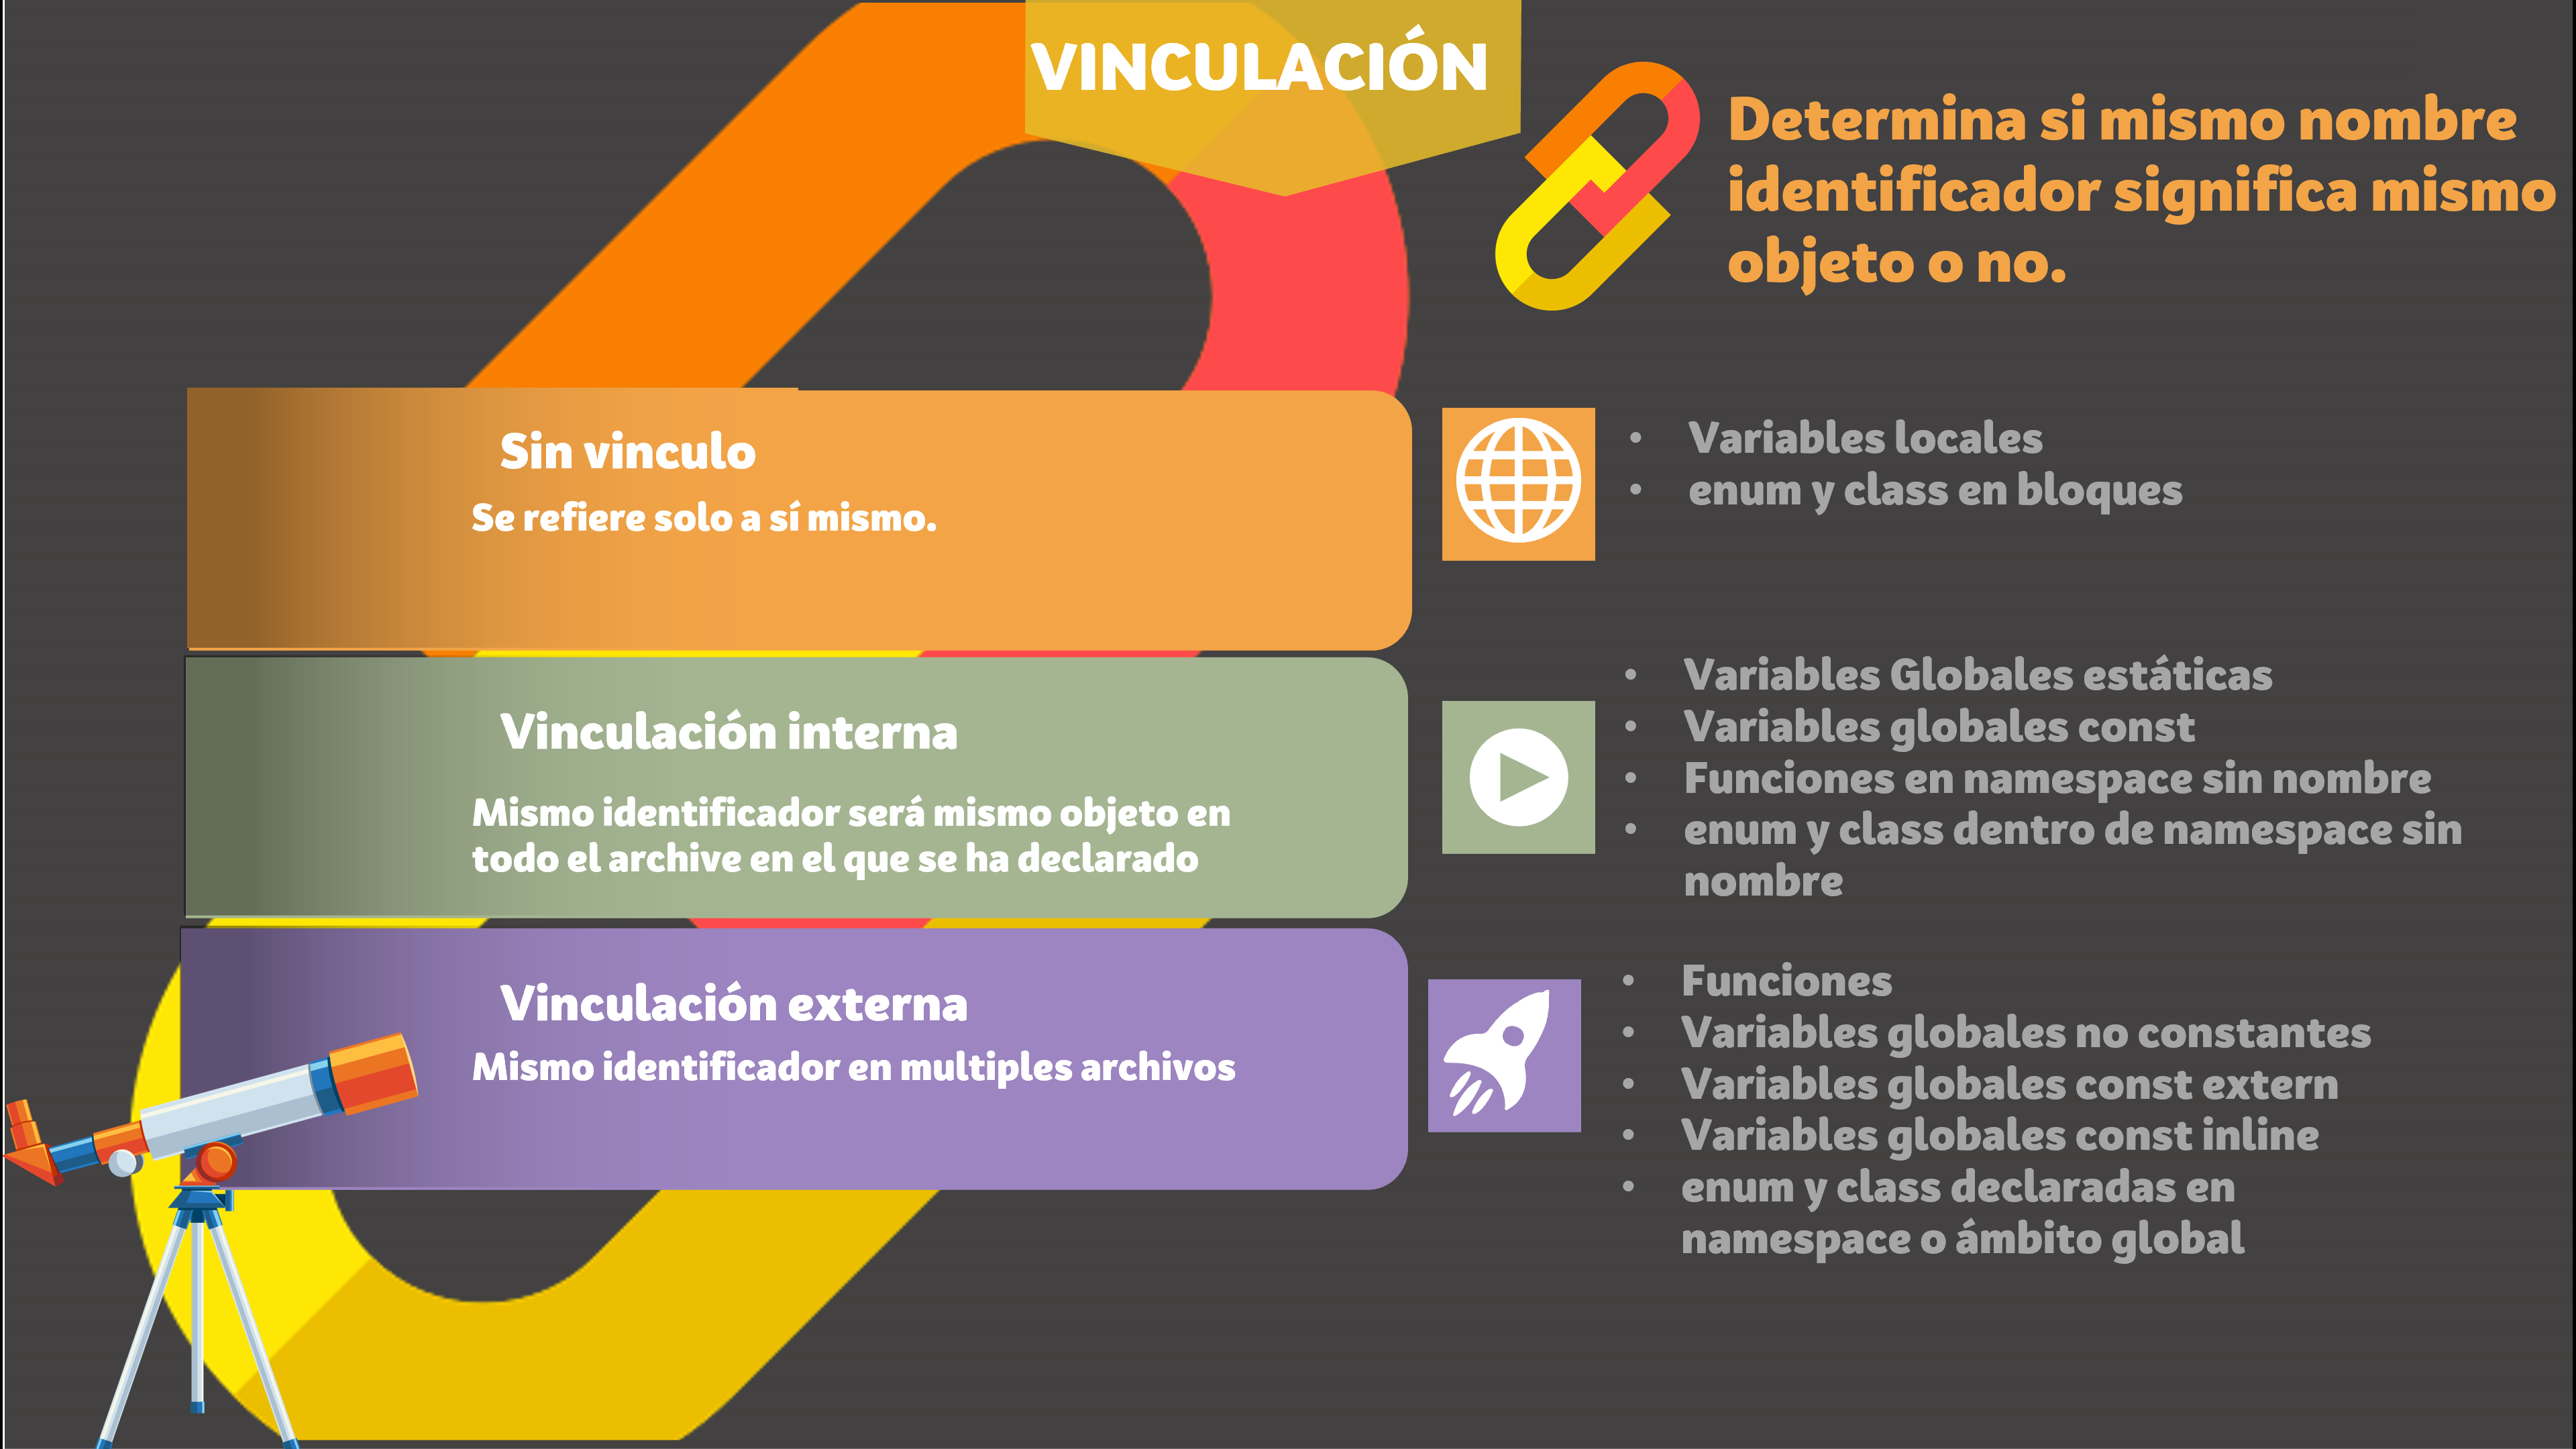 VINCULACIÓN
Determina si mismo nombre
identificador significa mismo
objeto o no.
Sin vinculo
Se refiere solo a sí mismo.
• Variables locales
• enum y class en bloques
Vinculación interna
Mismo identificador será mismo objeto en
todo el archive en el que se ha declarado
• Variables Globales estáticas
• Variables globales const
• Funciones en namespace sin nombre
• enum y class dentro de namespace sin
nombre
Vinculación externa
Mismo identificador en multiples archivos
• Funciones
• Variables globales no constantes
• Variables globales const extern
• Variables globales const inline
• enum y class declaradas en
namespace o ámbito global